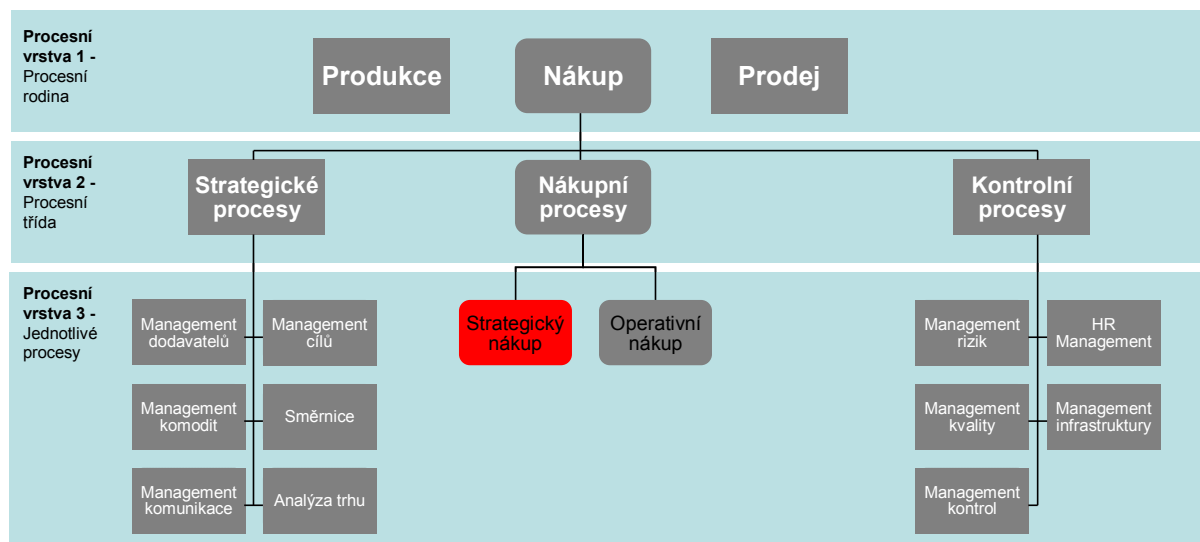 Procesní
vrstva 1 -
Procesní
rodina
Produkce
Nákup
Prodej
Procesní
vrstva 2 -
Procesní
třída
Strategické
procesy
Nákupní
procesy
Kontrolní
procesy
Procesní
vrstva 3 -
Jednotlivé
procesy
Management
dodavatelů
Management
cílů
Strategický
nákup
Operativní
nákup
Management
rizik
HR
Management
Management
komodit
Směrnice
Management
kvality
Management
infrastruktury
Management
komunikace
Analýza trhu
Management
kontrol